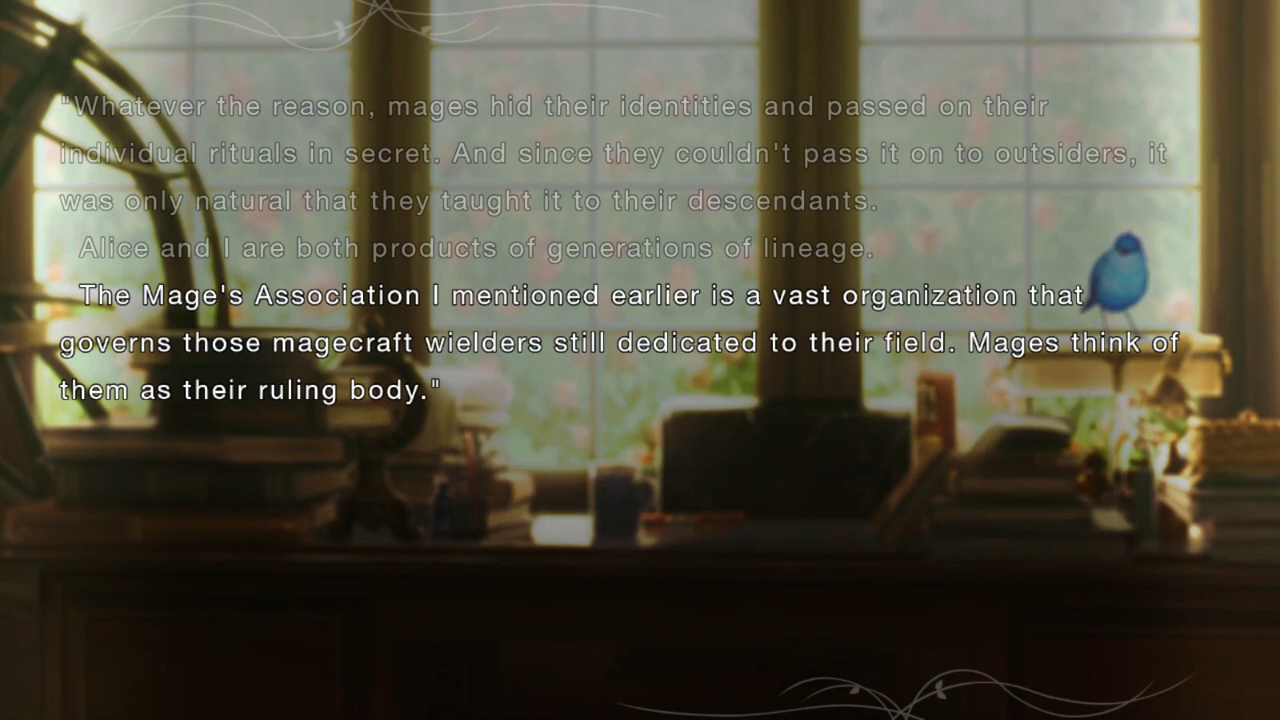 "Whatever the reason, mages hid their identities and passed on their
individual rituals in secret. And since they couldn't pass it on to outsiders, it
was only natural that they taught it to their descendants.
Alice and I are both products of generations of lineage.
The Mage's Association I mentioned earlier is a vast organization that
governs those magecraft wielders still dedicated to their field. Mages think of
them as their ruling body."